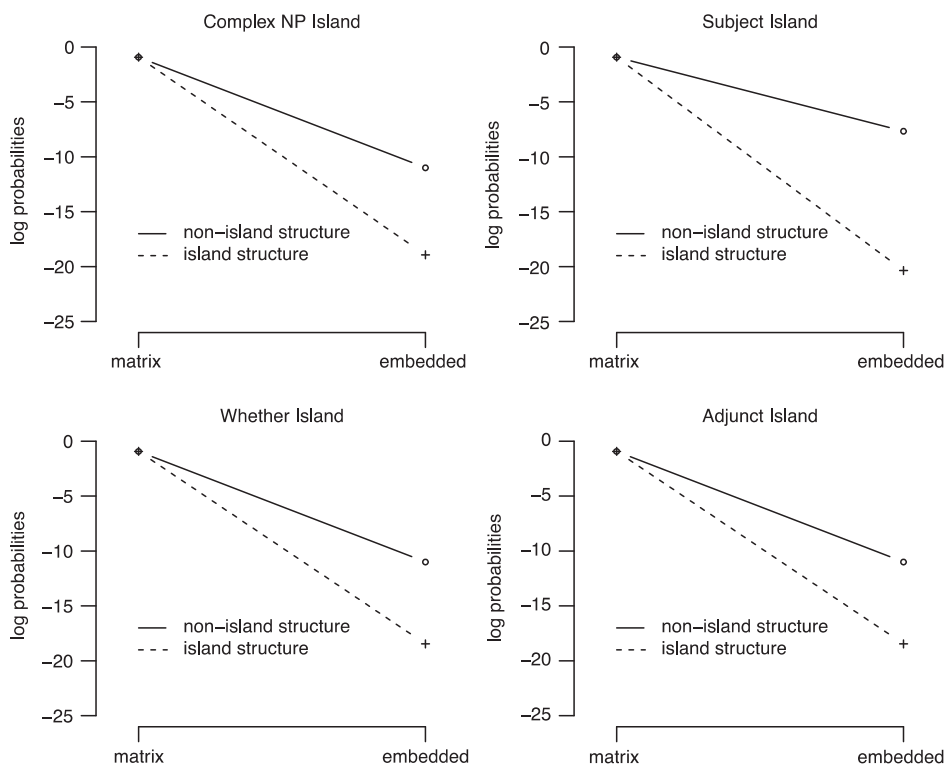 Complex NP Island
0
−5
−10
−15
−20
−25
log probabilities
non−island structure
island structure
matrix
embedded
Subject Island
0
−5
−10
−15
−20
−25
log probabilities
non−island structure
island structure
matrix
embedded
Whether Island
0
−5
−10
−15
−20
−25
log probabilities
non−island structure
island structure
matrix
embedded
Adjunct Island
0
−5
−10
−15
−20
−25
log probabilities
non−island structure
island structure
matrix
embedded